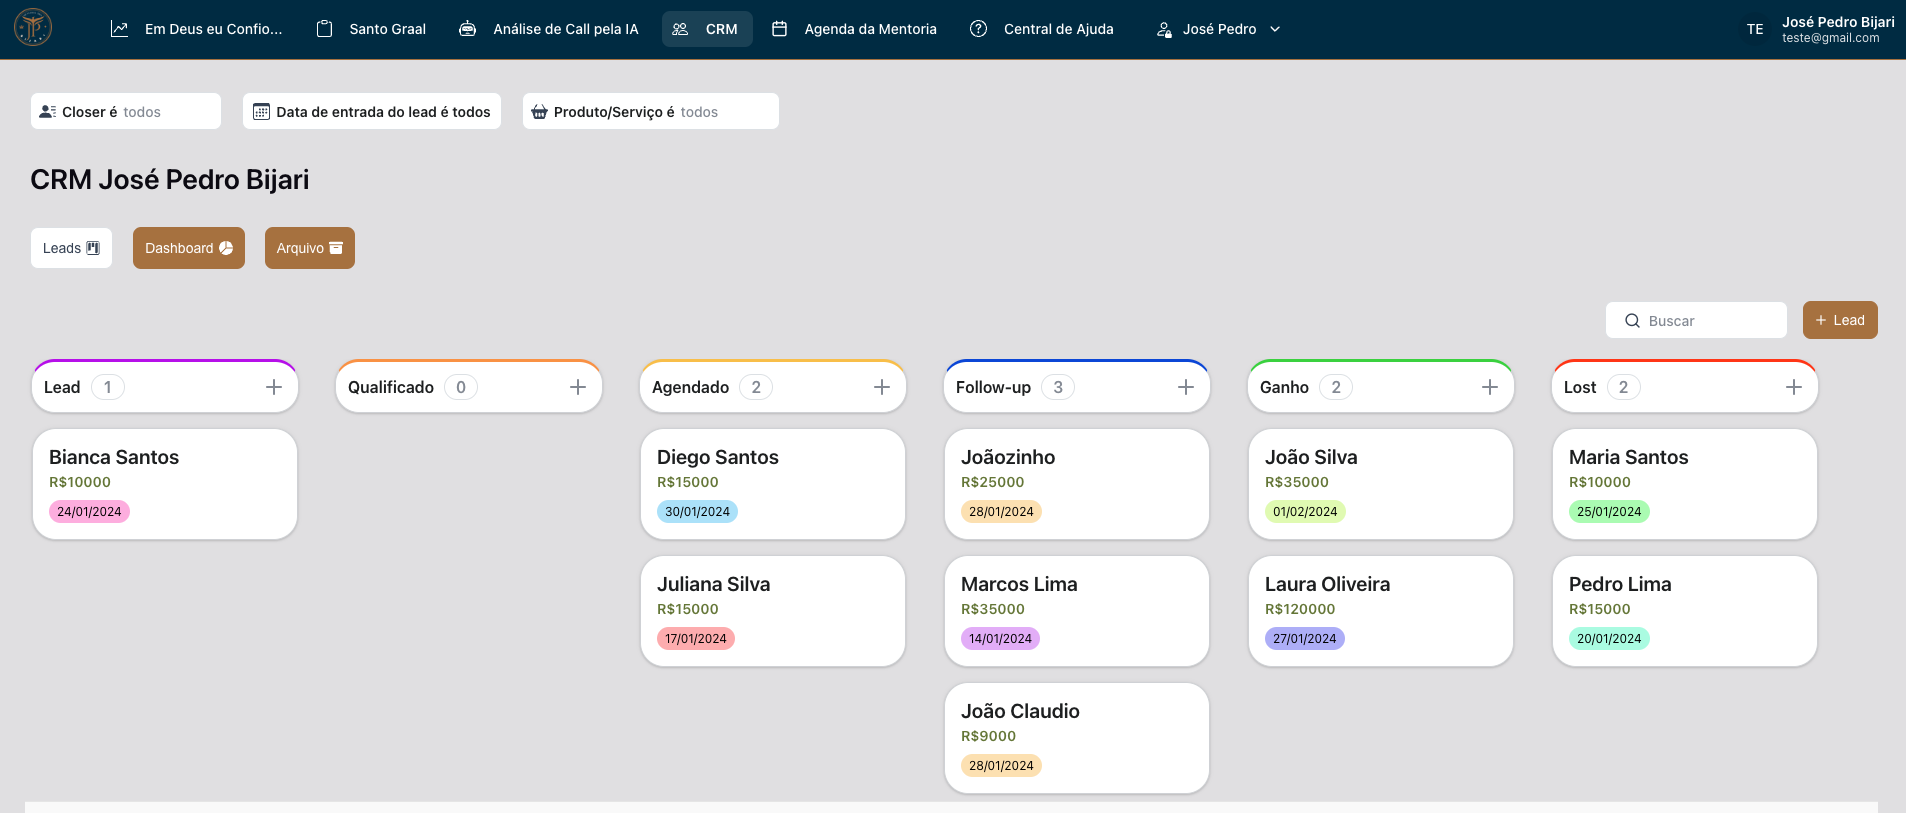 Em Deus eu Confio...
Santo Graal
Análise de Call pela IA
CRM
Agenda da Mentoria
Central de Ajuda
José Pedro
TE
José Pedro Bijari
teste@gmail.com
Closer é todos
Data de entrada do lead é todos
Produto/Serviço é todos
CRM José Pedro Bijari
Leads
Dashboard
Arquivo
Buscar
+ Lead
Lead 1 +
Bianca Santos
R$10000
24/01/2024
Qualificado 0 +
Agendado 2 +
Diego Santos
R$15000
30/01/2024
Juliana Silva
R$15000
17/01/2024
Follow-up 3 +
Joãozinho
R$25000
28/01/2024
Marcos Lima
R$35000
14/01/2024
João Claudio
R$9000
28/01/2024
Ganho 2 +
João Silva
R$35000
01/02/2024
Laura Oliveira
R$120000
27/01/2024
Lost 2 +
Maria Santos
R$10000
25/01/2024
Pedro Lima
R$15000
20/01/2024